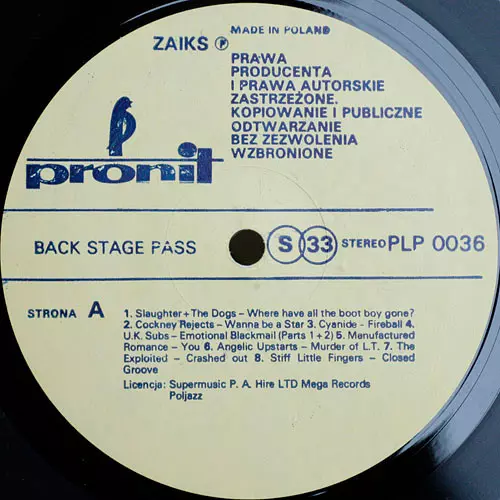 MADE IN POLAND
ZAIKS ℗
PRAWA
PRODUCENTA
I PRAWA AUTORSKIE
ZASTRZEŻONE.
KOPIOWANIE I PUBLICZNE
ODTWARZANIE
BEZ ZEZWOLENIA
WZBRONIONE
pronit
BACK STAGE PASS
S 33 STEREO PLP 0036
STRONA A
1. Slaughter + The Dogs – Where have all the boot boy gone?
2. Cockney Rejects – Wanna be a Star 3. Cyanide - Fireball 4.
U.K. Subs – Emotional Blackmail (Parts 1 + 2) 5. Manufactured
Romance – You 6. Angelic Upstarts – Murder of L.T. 7. The
Exploited – Crashed out 8. Stiff Little Fingers – Closed
Groove
Licencja: Supermusic P. A. Hire LTD Mega Records
Poljazz